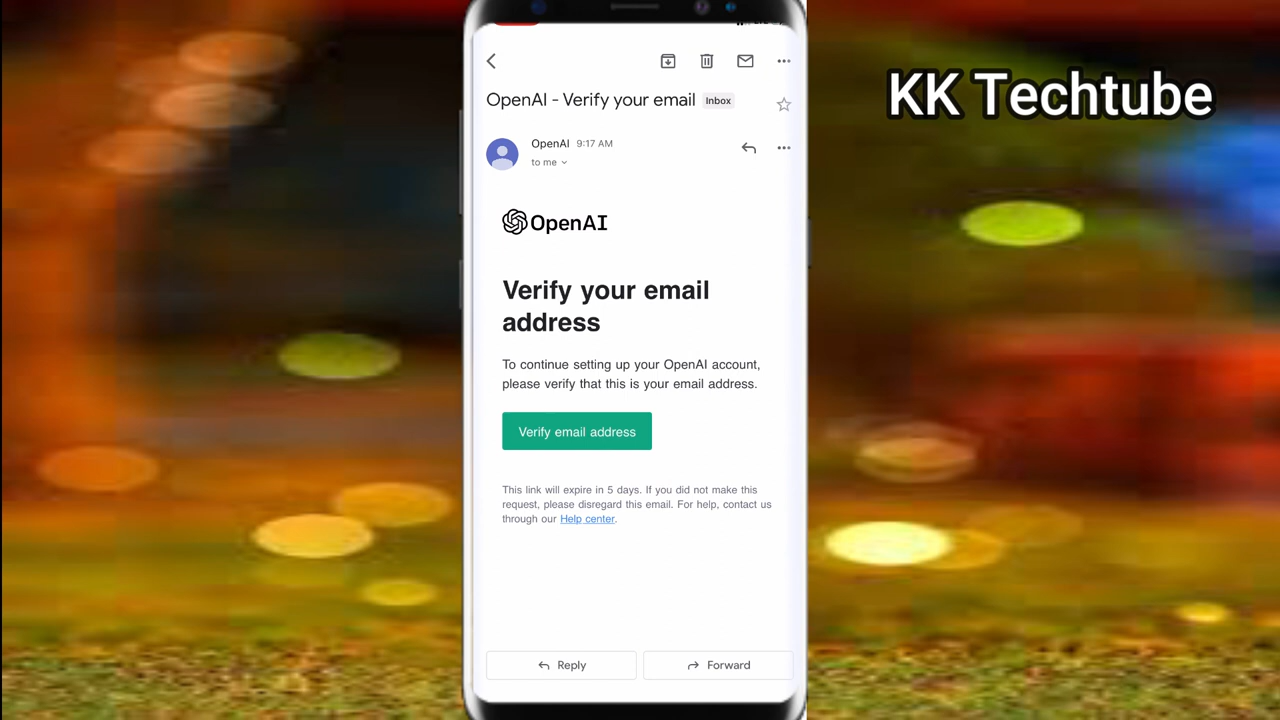 KK Techtube
OpenAI - Verify your email Inbox
OpenAI 9:17 AM
to me
OpenAI
Verify your email
address
To continue setting up your OpenAI account,
please verify that this is your email address.
Verify email address
This link will expire in 5 days. If you did not make this
request, please disregard this email. For help, contact us
through our Help center.
Reply
Forward